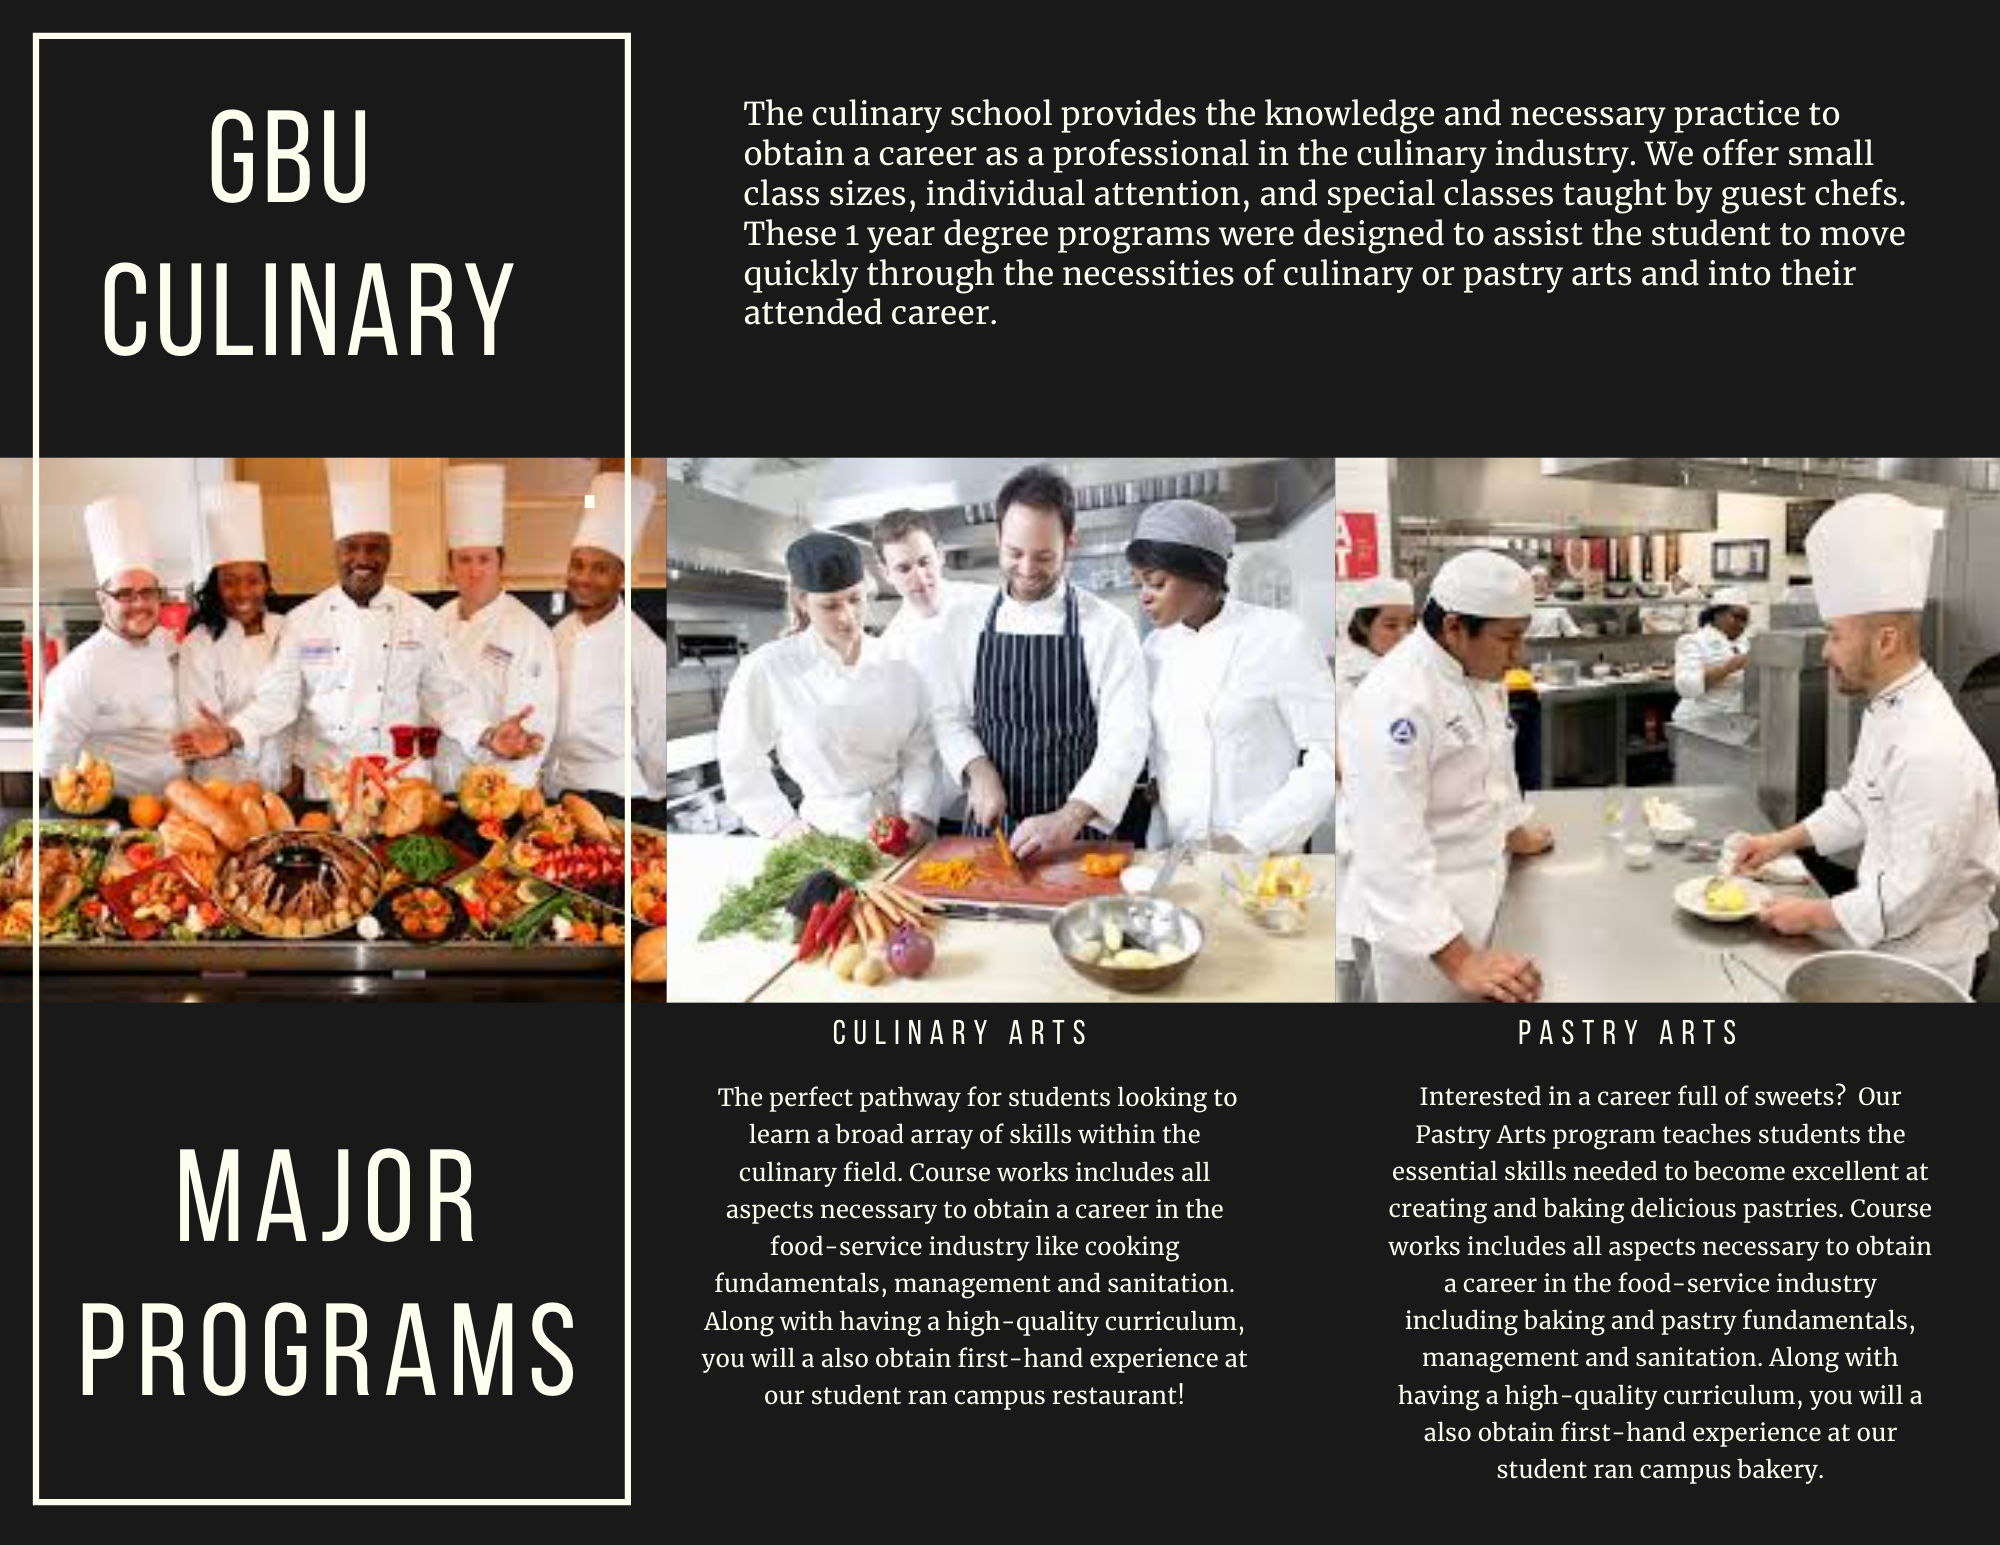 GBU
CULINARY
The culinary school provides the knowledge and necessary practice to
obtain a career as a professional in the culinary industry. We offer small
class sizes, individual attention, and special classes taught by guest chefs.
These 1 year degree programs were designed to assist the student to move
quickly through the necessities of culinary or pastry arts and into their
attended career.
MAJOR
PROGRAMS
CULINARY ARTS
The perfect pathway for students looking to
learn a broad array of skills within the
culinary field. Course works includes all
aspects necessary to obtain a career in the
food-service industry like cooking
fundamentals, management and sanitation.
Along with having a high-quality curriculum,
you will a also obtain first-hand experience at
our student ran campus restaurant!
PASTRY ARTS
Interested in a career full of sweets?  Our
Pastry Arts program teaches students the
essential skills needed to become excellent at
creating and baking delicious pastries. Course
works includes all aspects necessary to obtain
a career in the food-service industry
including baking and pastry fundamentals,
management and sanitation. Along with
having a high-quality curriculum, you will a
also obtain first-hand experience at our
student ran campus bakery.